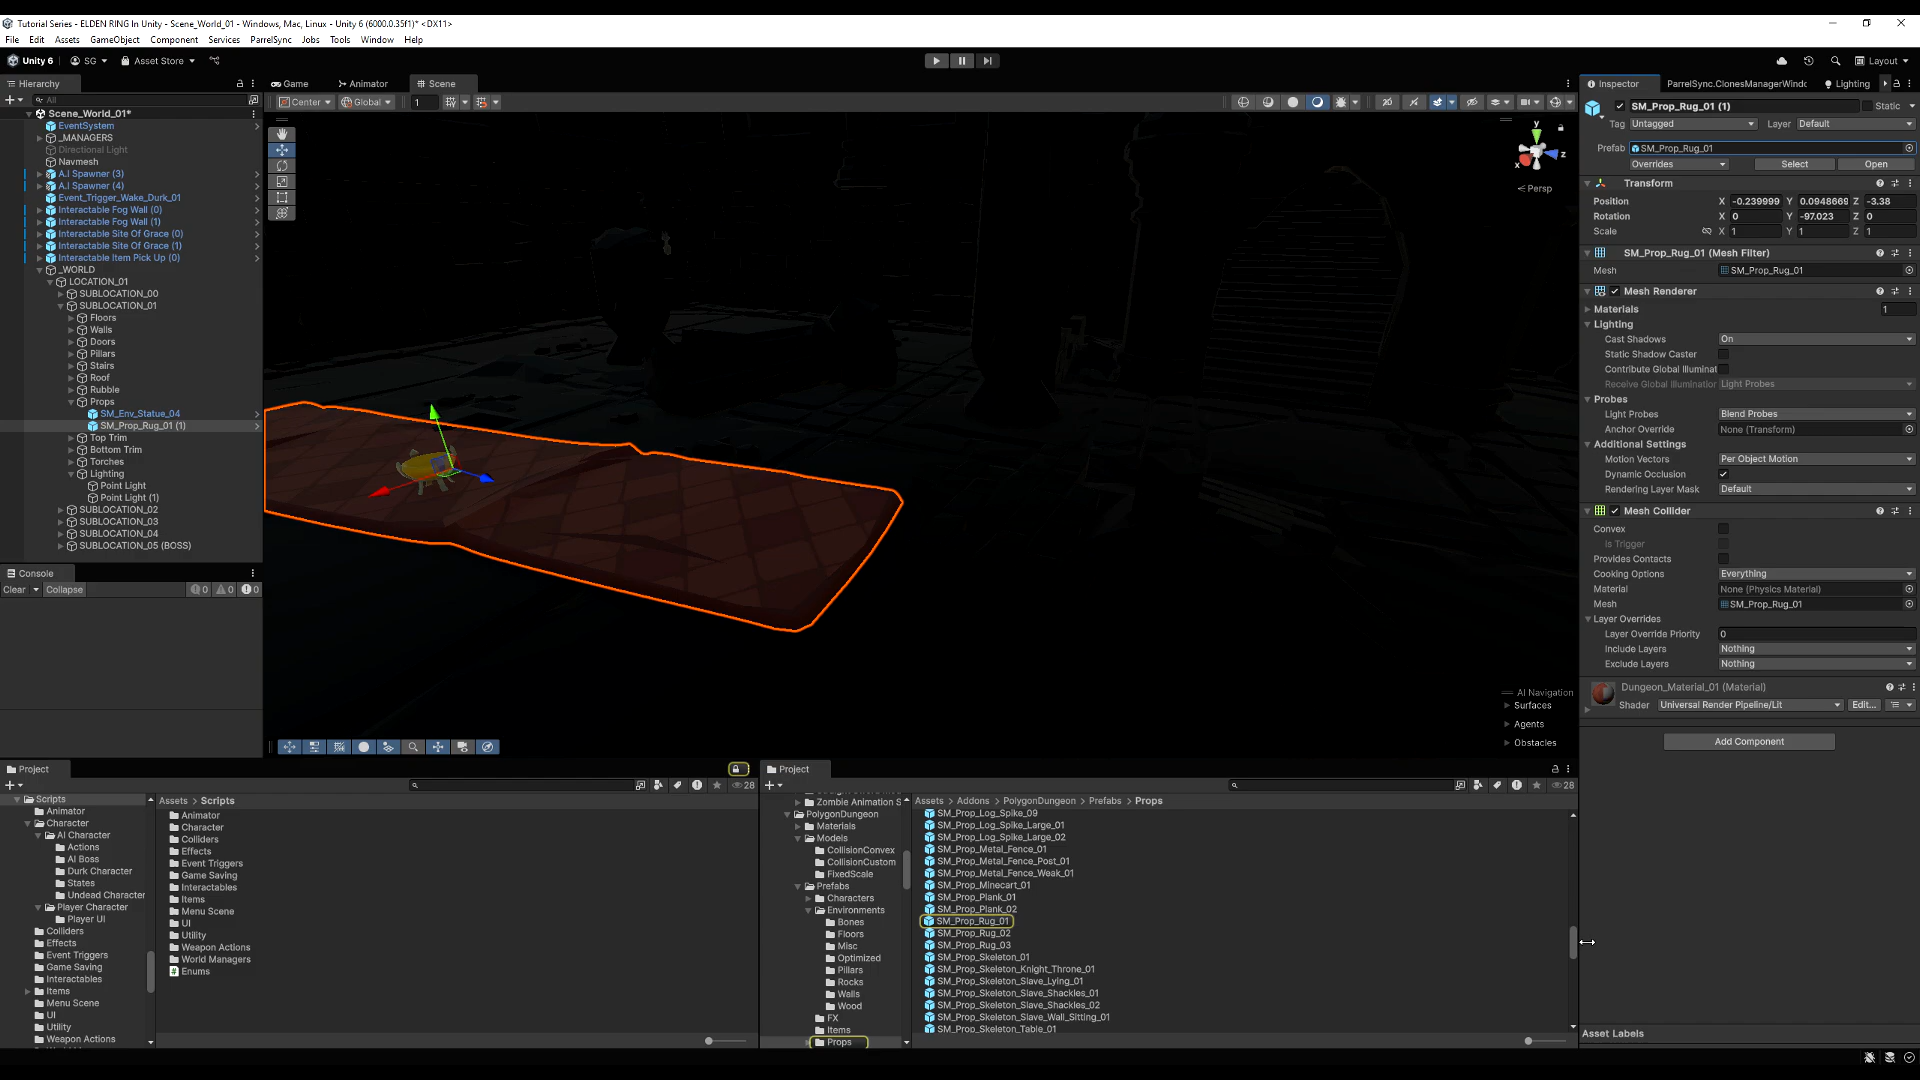 Tutorial Series - ELDEN RING In Unity - Scene_World_01 - Windows, Mac, Linux - Unity 6 (6000.0.35f1)* <DX11>
File Edit Assets GameObject Component Services ParrelSync Jobs Tools Window Help
Unity 6 SG Asset Store Layout
Hierarchy
All
Scene_World_01*
EventSystem
_MANAGERS
Directional Light
Navmesh
A.I Spawner (3)
A.I Spawner (4)
Event_Trigger_Wake_Durk_01
Interactable Fog Wall (0)
Interactable Fog Wall (1)
Interactable Site Of Grace (0)
Interactable Site Of Grace (1)
Interactable Item Pick Up (0)
_WORLD
LOCATION_01
SUBLOCATION_00
SUBLOCATION_01
Floors
Walls
Doors
Pillars
Stairs
Roof
Rubble
Props
SM_Env_Statue_04
SM_Prop_Rug_01 (1)
Top Trim
Bottom Trim
Torches
Lighting
Point Light
Point Light (1)
SUBLOCATION_02
SUBLOCATION_03
SUBLOCATION_04
SUBLOCATION_05 (BOSS)
Console
Clear Collapse 0 0 0
Game Animator Scene
Center Global 1
2D
y
x z
Persp
AI Navigation
Surfaces
Agents
Obstacles
Inspector ParrelSync.ClonesManagerWindc Lighting
SM_Prop_Rug_01 (1) Static
Tag Untagged Layer Default
Prefab SM_Prop_Rug_01
Overrides Select Open
Transform
Position X -0.239999 Y 0.0948669 Z -3.38
Rotation X 0 Y -97.023 Z 0
Scale X 1 Y 1 Z 1
SM_Prop_Rug_01 (Mesh Filter)
Mesh SM_Prop_Rug_01
Mesh Renderer
Materials 1
Lighting
Cast Shadows On
Static Shadow Caster
Contribute Global Illuminat
Receive Global Illumination Light Probes
Probes
Light Probes Blend Probes
Anchor Override None (Transform)
Additional Settings
Motion Vectors Per Object Motion
Dynamic Occlusion
Rendering Layer Mask Default
Mesh Collider
Convex
Is Trigger
Provides Contacts
Cooking Options Everything
Material None (Physics Material)
Mesh SM_Prop_Rug_01
Layer Overrides
Layer Override Priority 0
Include Layers Nothing
Exclude Layers Nothing
Dungeon_Material_01 (Material)
Shader Universal Render Pipeline/Lit Edit...
Add Component
Asset Labels
Project
28
Scripts
Animator
Character
AI Character
Actions
AI Boss
Durk Character
States
Undead Character
Player Character
Player UI
Colliders
Effects
Event Triggers
Game Saving
Interactables
Items
Menu Scene
UI
Utility
Weapon Actions
Assets > Scripts
Animator
Character
Colliders
Effects
Event Triggers
Game Saving
Interactables
Items
Menu Scene
UI
Utility
Weapon Actions
World Managers
Enums
Project
28
Zombie Animation S
PolygonDungeon
Materials
Models
CollisionConvex
CollisionCustom
FixedScale
Prefabs
Characters
Environments
Bones
Floors
Misc
Optimized
Pillars
Rocks
Walls
Wood
FX
Items
Props
Assets > Addons > PolygonDungeon > Prefabs > Props
SM_Prop_Log_Spike_09
SM_Prop_Log_Spike_Large_01
SM_Prop_Log_Spike_Large_02
SM_Prop_Metal_Fence_01
SM_Prop_Metal_Fence_Post_01
SM_Prop_Metal_Fence_Weak_01
SM_Prop_Minecart_01
SM_Prop_Plank_01
SM_Prop_Plank_02
SM_Prop_Rug_01
SM_Prop_Rug_02
SM_Prop_Rug_03
SM_Prop_Skeleton_01
SM_Prop_Skeleton_Knight_Throne_01
SM_Prop_Skeleton_Slave_Lying_01
SM_Prop_Skeleton_Slave_Shackles_01
SM_Prop_Skeleton_Slave_Shackles_02
SM_Prop_Skeleton_Slave_Wall_Sitting_01
SM_Prop_Skeleton_Table_01